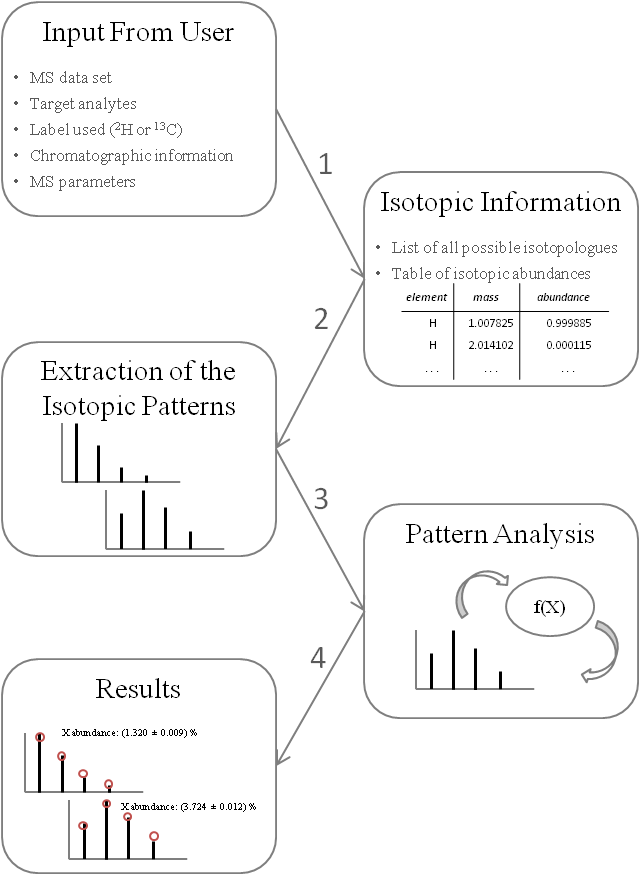 Input From User
• MS data set
• Target analytes
• Label used (²H or ¹³C)
• Chromatographic information
• MS parameters
1
Isotopic Information
• List of all possible isotopologues
• Table of isotopic abundances
element mass abundance
H 1.007825 0.999885
H 2.014102 0.000115
... ... ...
2
Extraction of the
Isotopic Patterns
3
Pattern Analysis
f(X)
4
Results
X abundance: (1.320 ± 0.009) %
X abundance: (3.724 ± 0.012) %